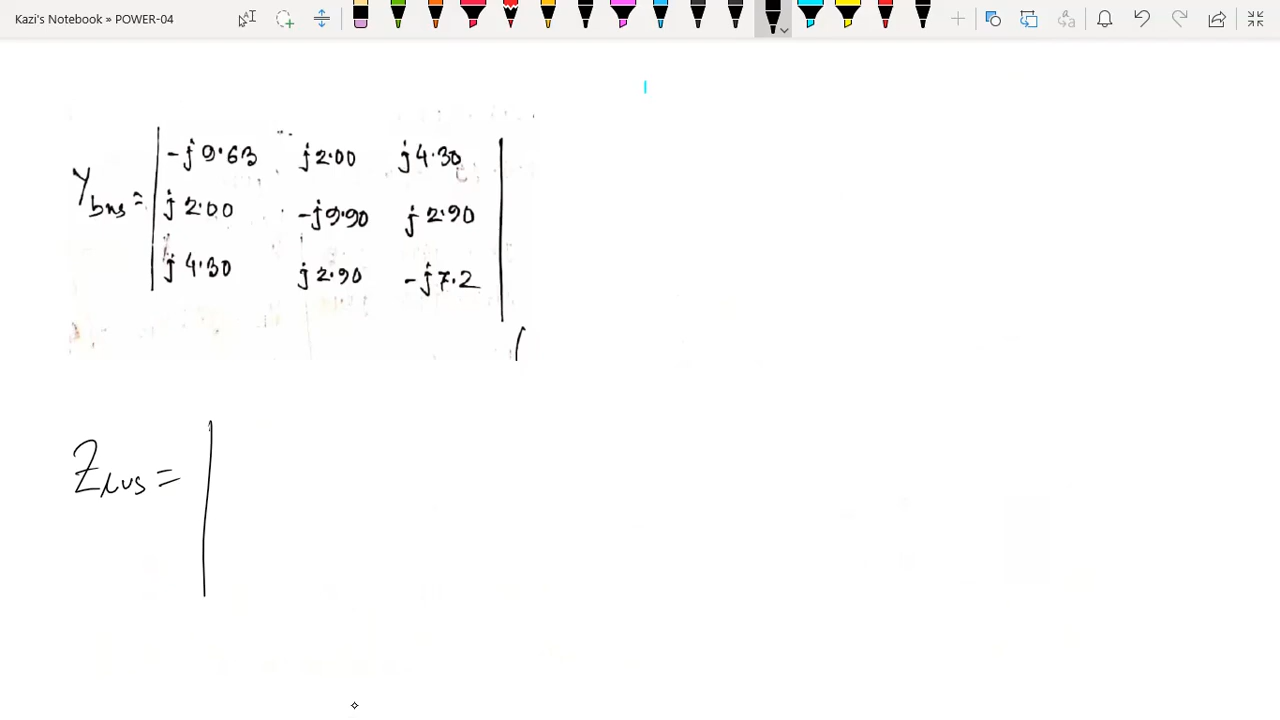 Kazi's Notebook » POWER-04
-j9.63 j2.00 j4.30
Ybus = j2.00 -j9.90 j2.90
j4.30 j2.90 -j7.2
Zbus =